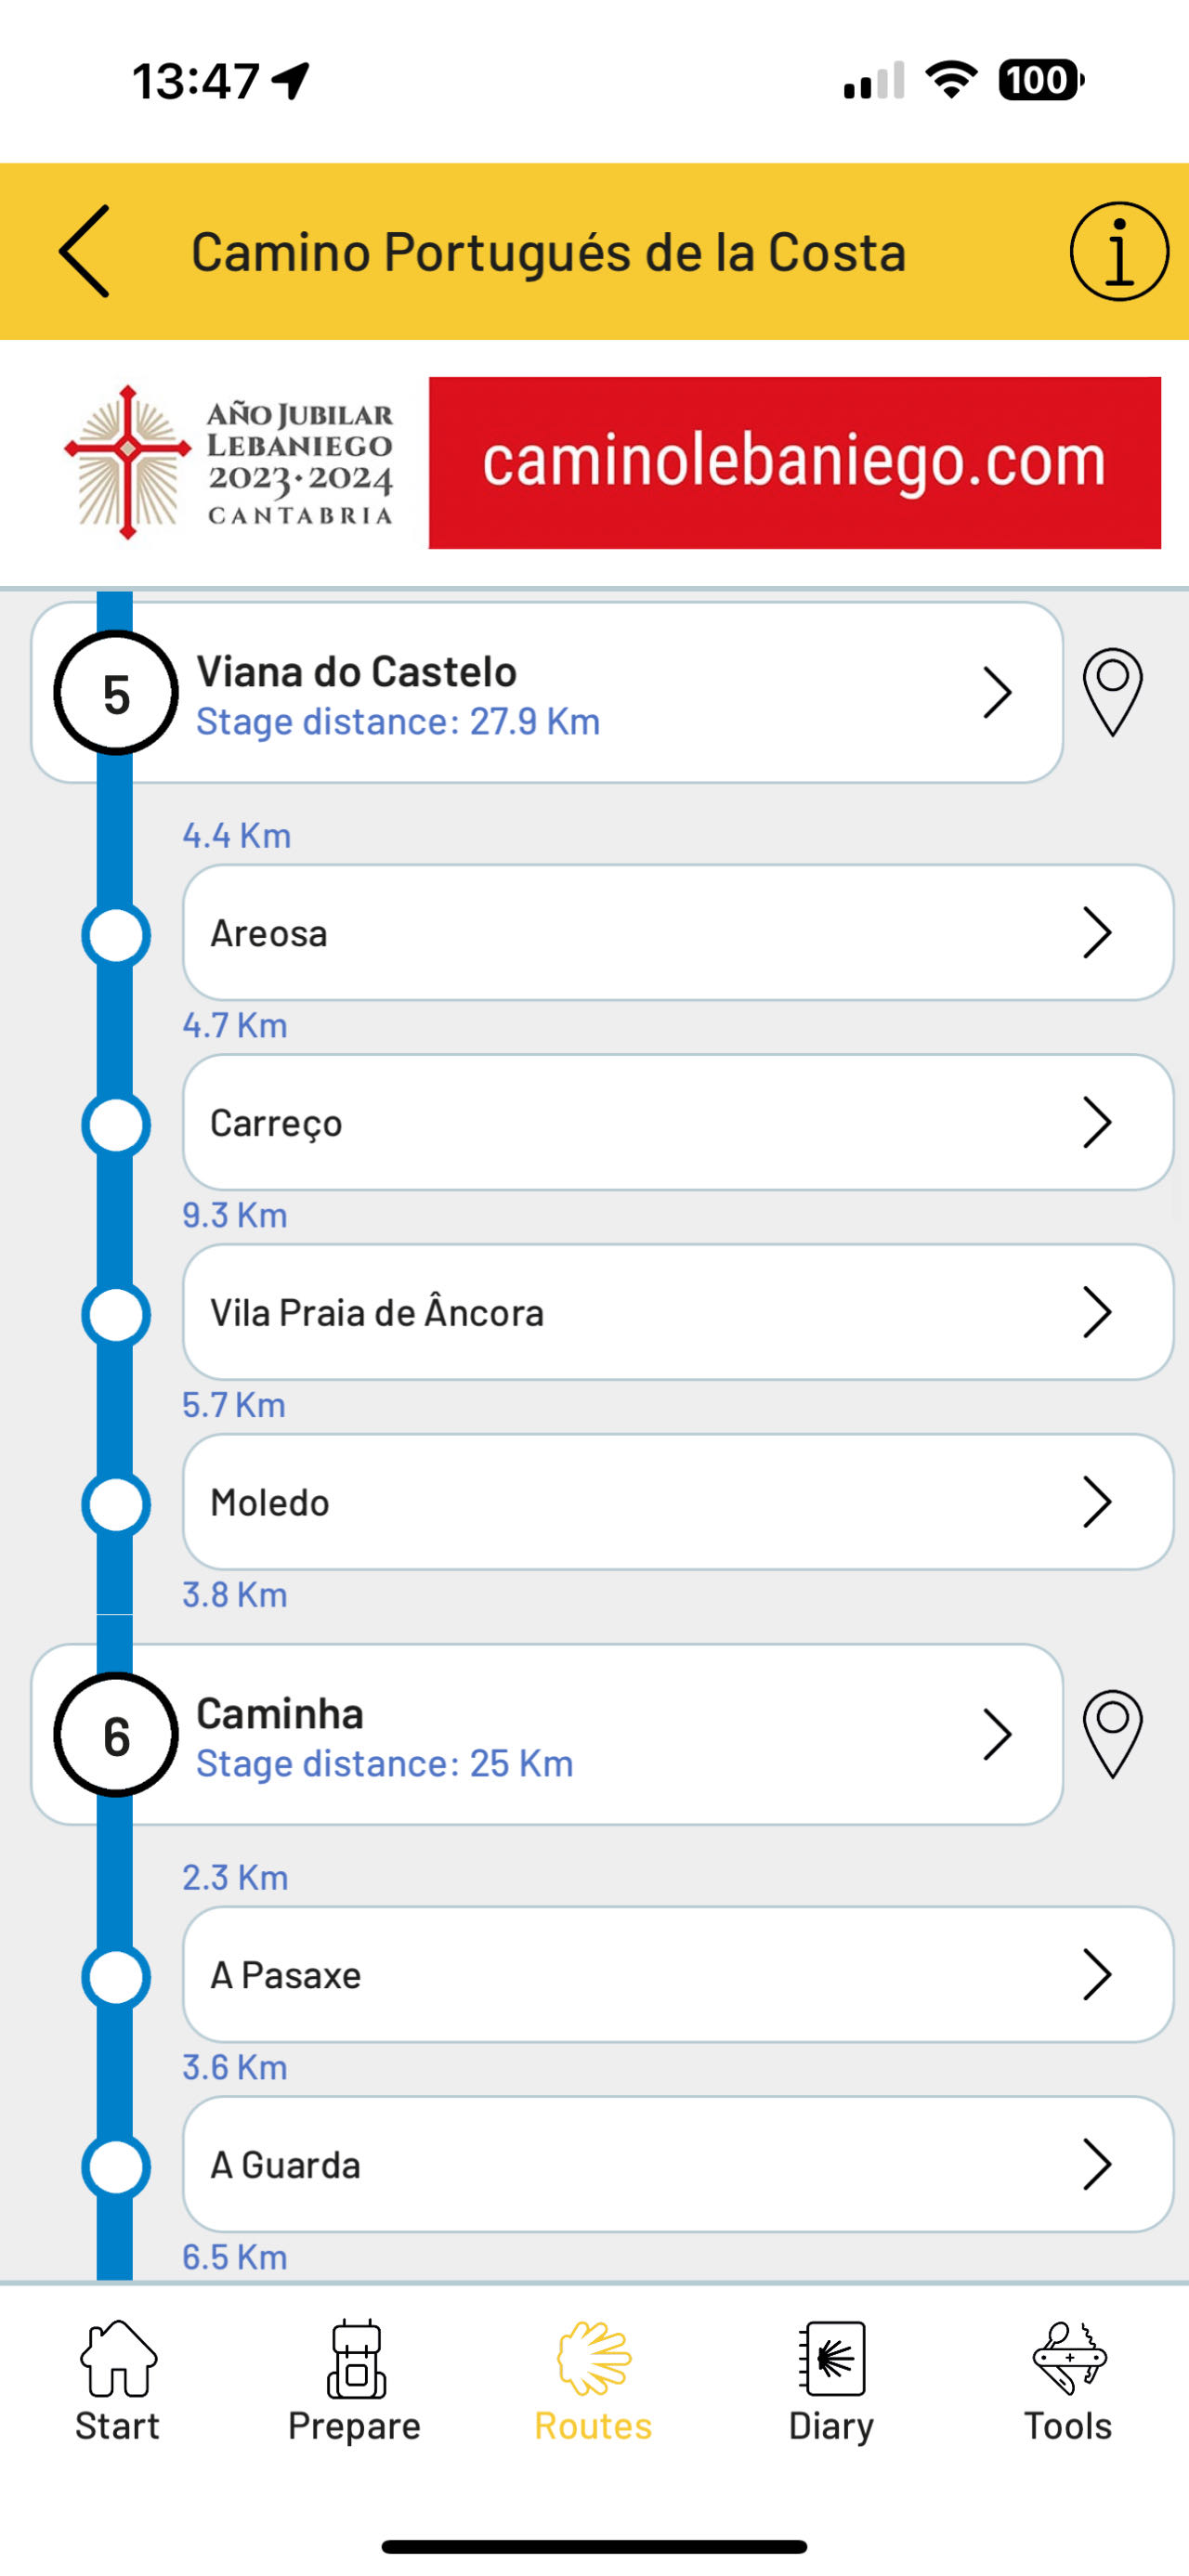 13:47
100
Camino Portugués de la Costa
AÑO JUBILAR
LEBANIEGO
2023·2024
CANTABRIA
caminolebaniego.com
5
Viana do Castelo
Stage distance: 27.9 Km
4.4 Km
Areosa
4.7 Km
Carreço
9.3 Km
Vila Praia de Âncora
5.7 Km
Moledo
3.8 Km
6
Caminha
Stage distance: 25 Km
2.3 Km
A Pasaxe
3.6 Km
A Guarda
6.5 Km
Start
Prepare
Routes
Diary
Tools